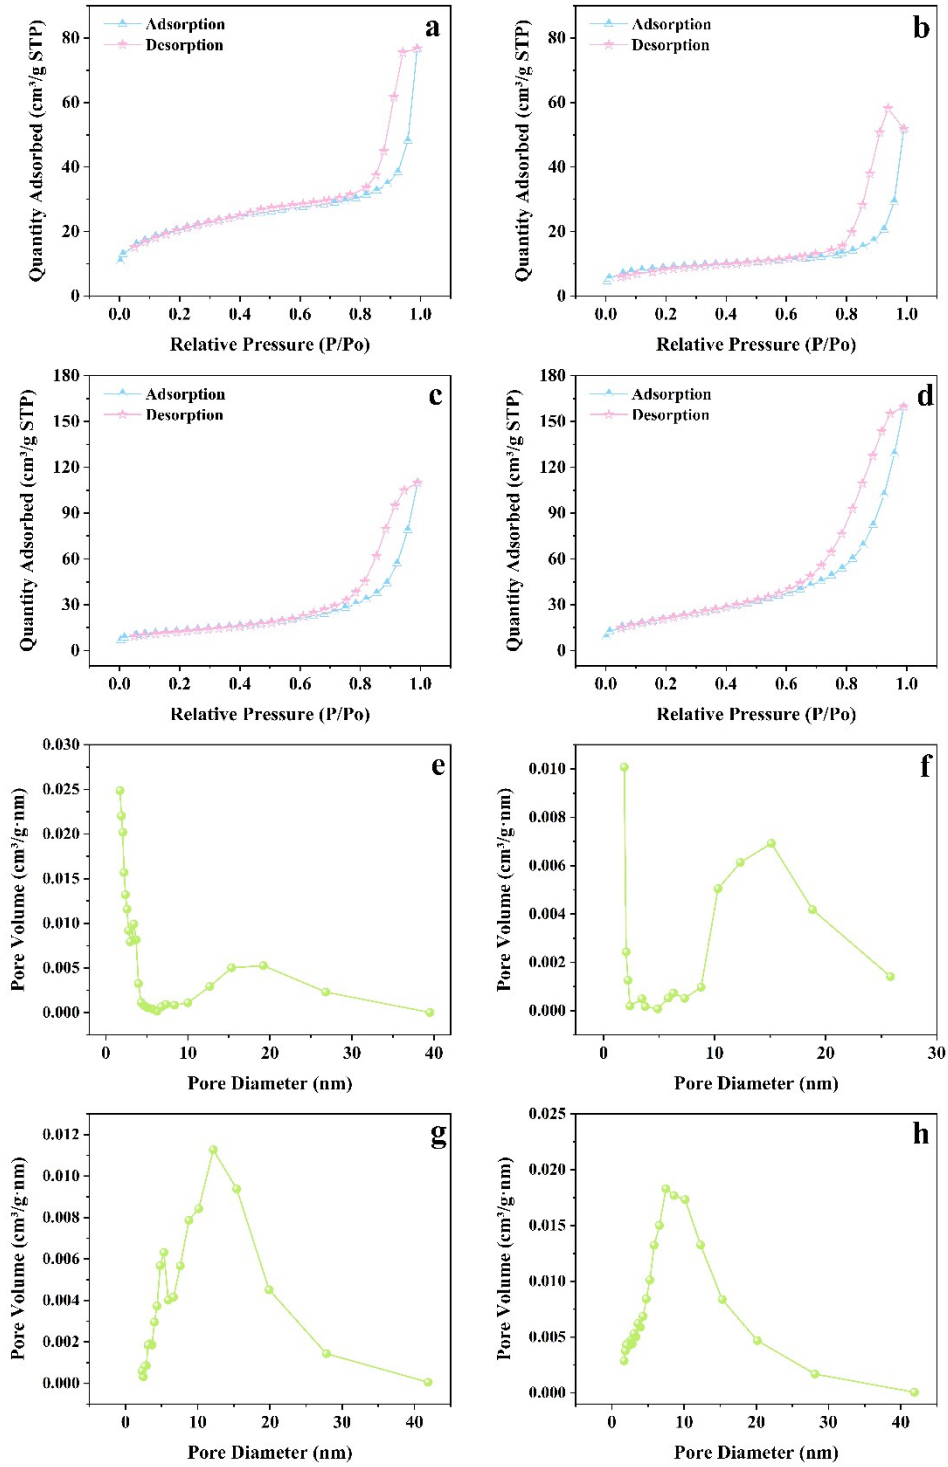 a
Adsorption
Desorption
80
60
40
20
0
0.0 0.2 0.4 0.6 0.8 1.0
Quantity Adsorbed (cm³/g STP)
Relative Pressure (P/Po)
b
Adsorption
Desorption
80
60
40
20
0
0.0 0.2 0.4 0.6 0.8 1.0
Quantity Adsorbed (cm³/g STP)
Relative Pressure (P/Po)
c
Adsorption
Desorption
180
150
120
90
60
30
0
0.0 0.2 0.4 0.6 0.8 1.0
Quantity Adsorbed (cm³/g STP)
Relative Pressure (P/Po)
d
Adsorption
Desorption
180
150
120
90
60
30
0
0.0 0.2 0.4 0.6 0.8 1.0
Quantity Adsorbed (cm³/g STP)
Relative Pressure (P/Po)
e
0.030
0.025
0.020
0.015
0.010
0.005
0.000
0 10 20 30 40
Pore Volume (cm³/g·nm)
Pore Diameter (nm)
f
0.010
0.008
0.006
0.004
0.002
0.000
0 10 20 30
Pore Volume (cm³/g·nm)
Pore Diameter (nm)
g
0.012
0.010
0.008
0.006
0.004
0.002
0.000
0 10 20 30 40
Pore Volume (cm³/g·nm)
Pore Diameter (nm)
h
0.025
0.020
0.015
0.010
0.005
0.000
0 10 20 30 40
Pore Volume (cm³/g·nm)
Pore Diameter (nm)